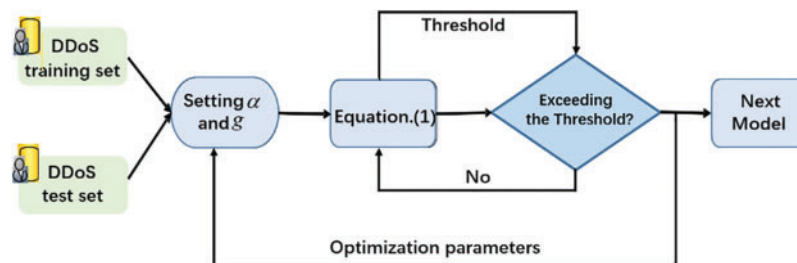 DDoS
training set
DDoS
test set
Setting α
and g
Threshold
Equation.(1)
No
Exceeding
the Threshold?
Next
Model
Optimization parameters